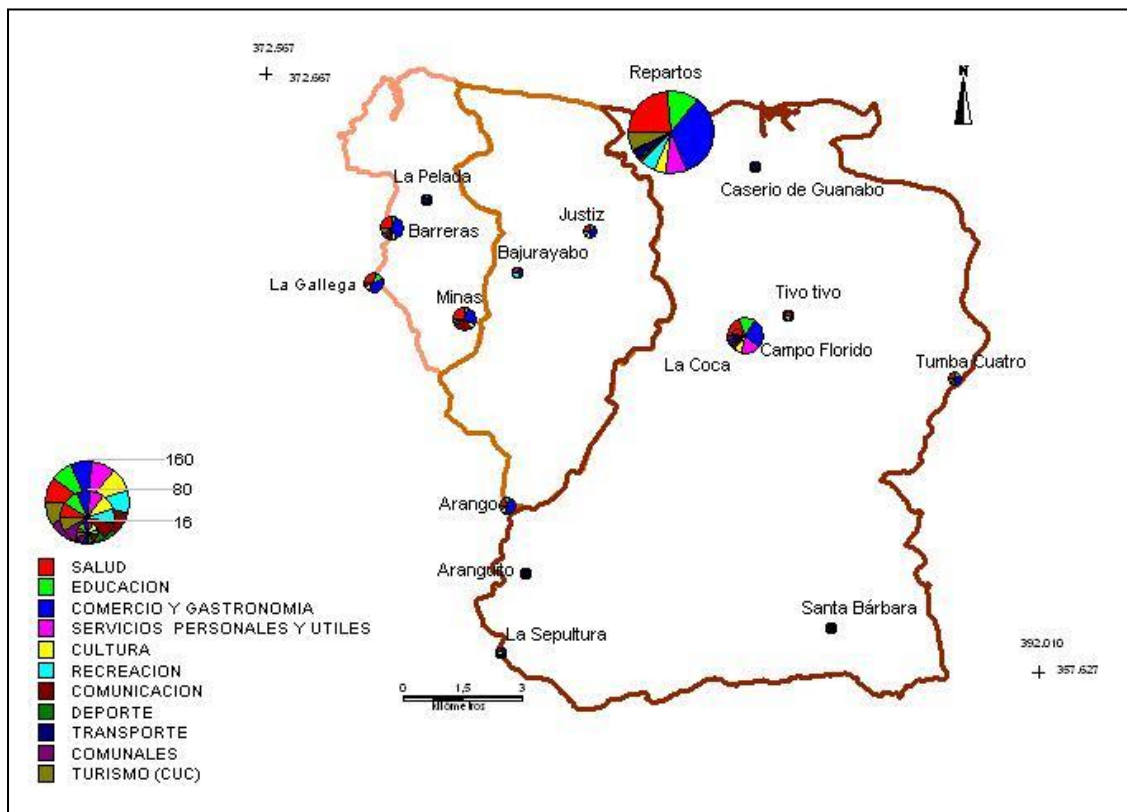 372.567
372.667
N
Repartos
Caserio de Guanabo
La Pelada
Barreras
Justiz
Bajurayabo
La Gallega
Minas
Tivo tivo
La Coca
Campo Florido
Tumba Cuatro
160
80
16
Arango
Aranguito
La Sepultura
Santa Bárbara
392.010
357.627
0 1,5 3
kilómetros
SALUD
EDUCACION
COMERCIO Y GASTRONOMIA
SERVICIOS PERSONALES Y UTILES
CULTURA
RECREACION
COMUNICACION
DEPORTE
TRANSPORTE
COMUNALES
TURISMO (CUC)